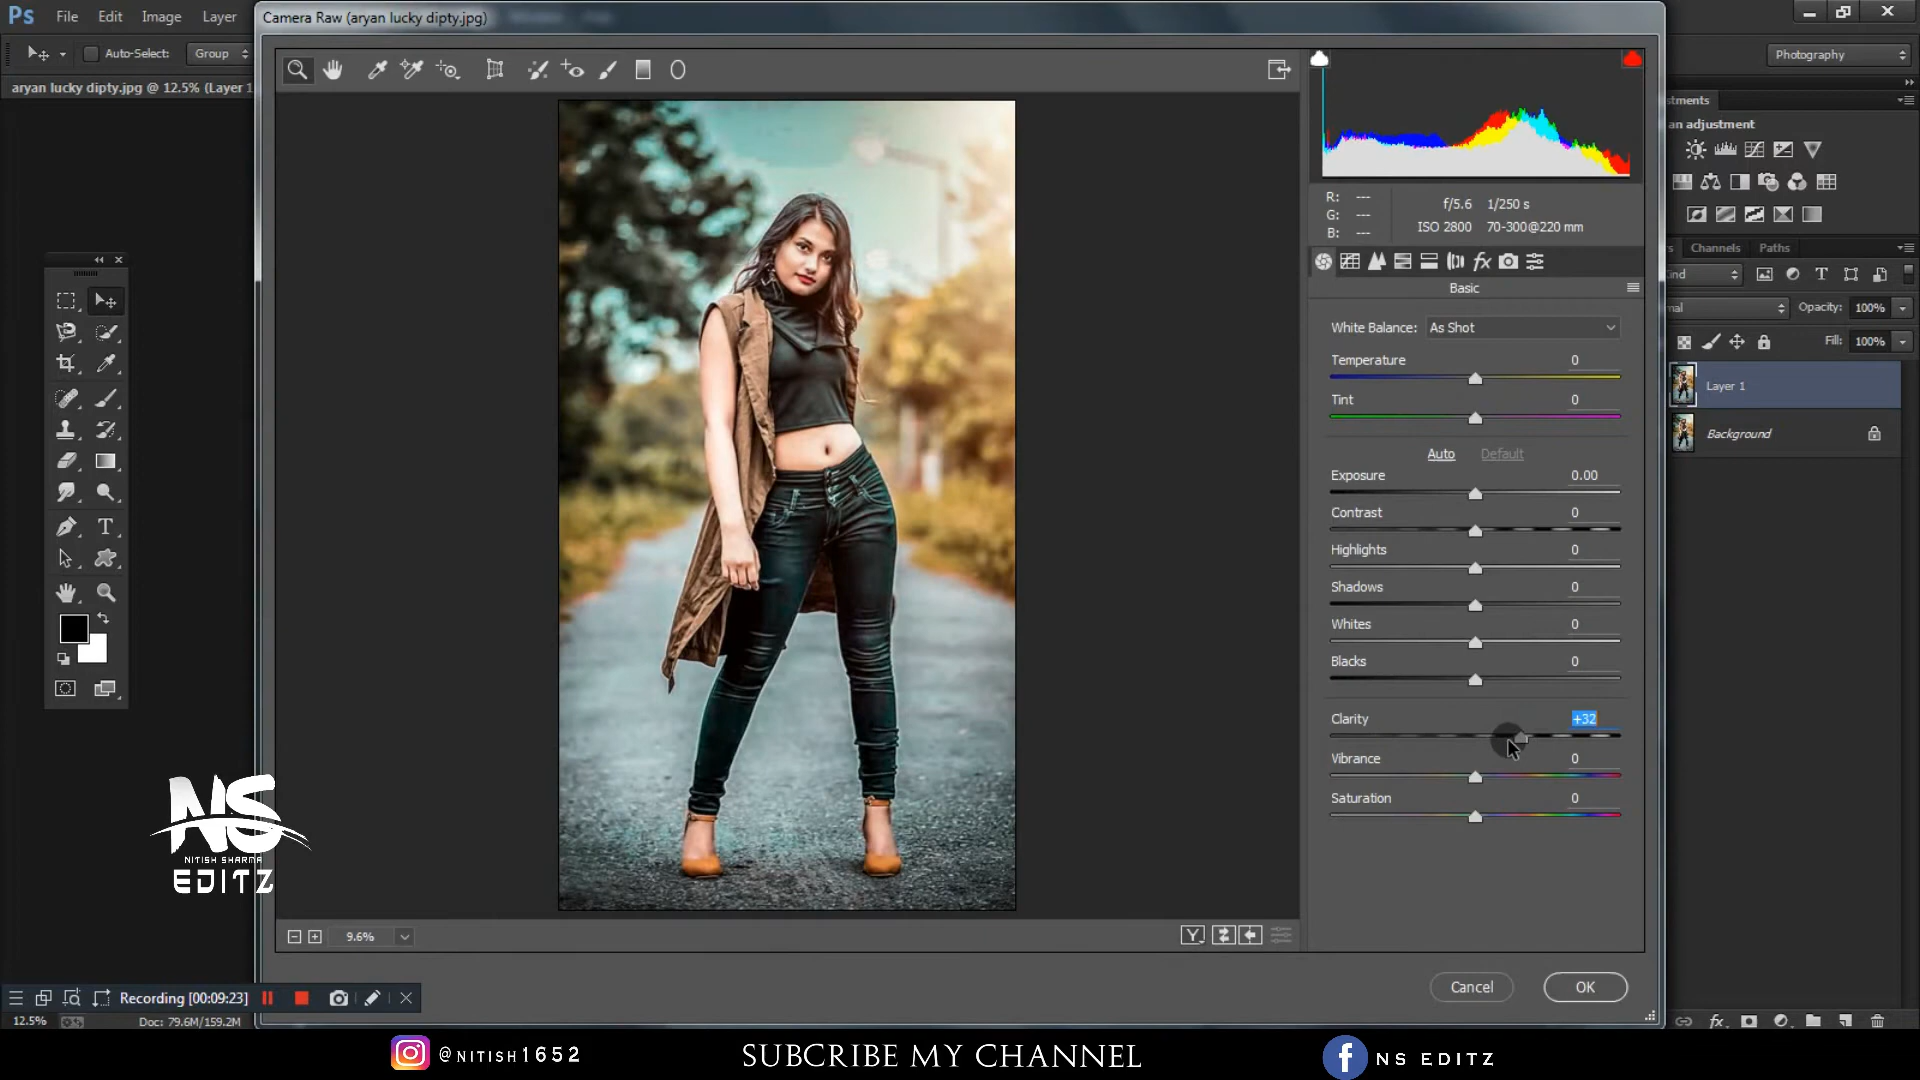 Ps File Edit Image Layer
Camera Raw (aryan lucky dipty.jpg)
Auto-Select: Group
Photography
aryan lucky dipty.jpg @ 12.5% (Layer 1
stments
an adjustment
R: ---
G: ---
B: ---
f/5.6 1/250 s
ISO 2800 70-300@220 mm
Channels Paths
Basic
ind
mal Opacity: 100%
White Balance: As Shot
Fill: 100%
Temperature 0
Tint 0
Layer 1
Background
Auto Default
Exposure 0.00
Contrast 0
Highlights 0
Shadows 0
Whites 0
Blacks 0
Clarity +32
Vibrance 0
Saturation 0
NS
NITISH SHARMA
EDITZ
9.6%
Y
Cancel OK
Recording [00:09:23]
12.5% Doc: 79.6M/159.2M
@NITISH1652 SUBCRIBE MY CHANNEL NS EDITZ